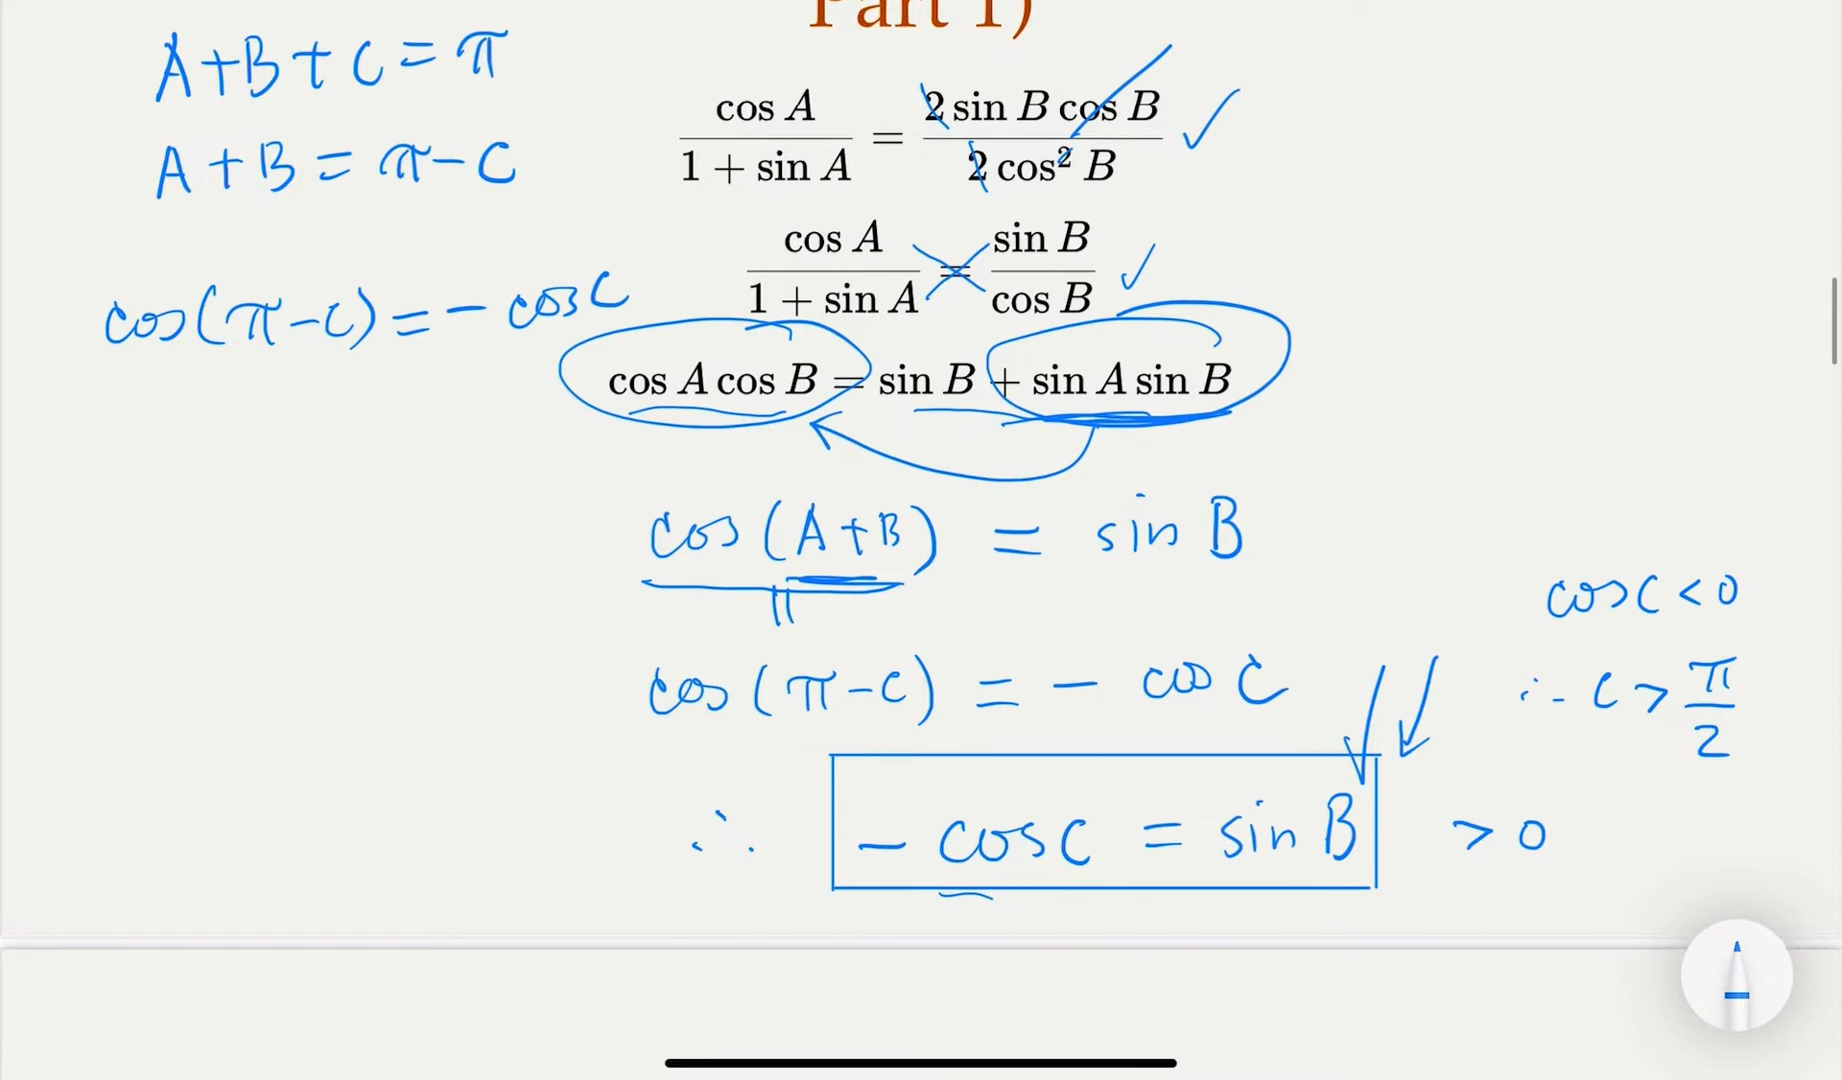 Part 1)
A+B+C = π
A+B = π-C
cos A / 1 + sin A = 2 sin B cos B / 2 cos² B ✓
cos A / 1 + sin A = sin B / cos B ✓
cos(π-C) = - cos C
cos A cos B = sin B + sin A sin B
cos (A+B) = sin B
||
cos C < 0
cos (π-C) = - cos C
∴ C > π/2
∴ - cos C = sin B > 0